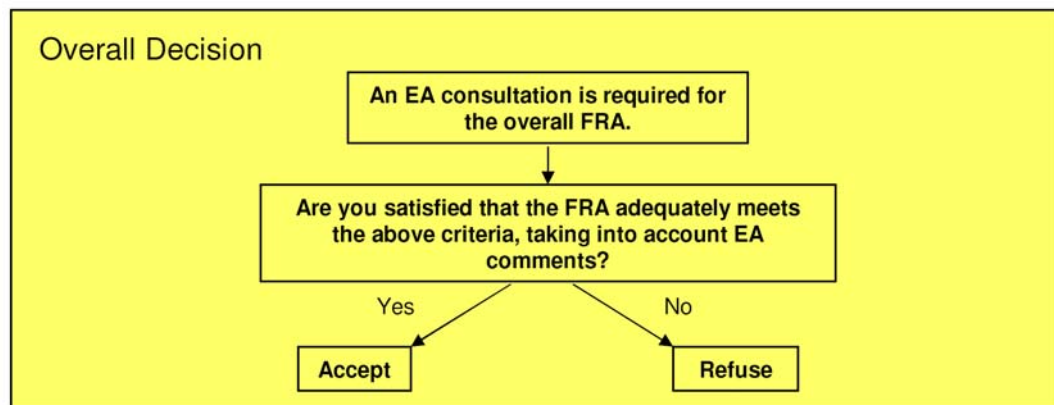 Overall Decision
An EA consultation is required for
the overall FRA.
Are you satisfied that the FRA adequately meets
the above criteria, taking into account EA
comments?
Yes
No
Accept
Refuse